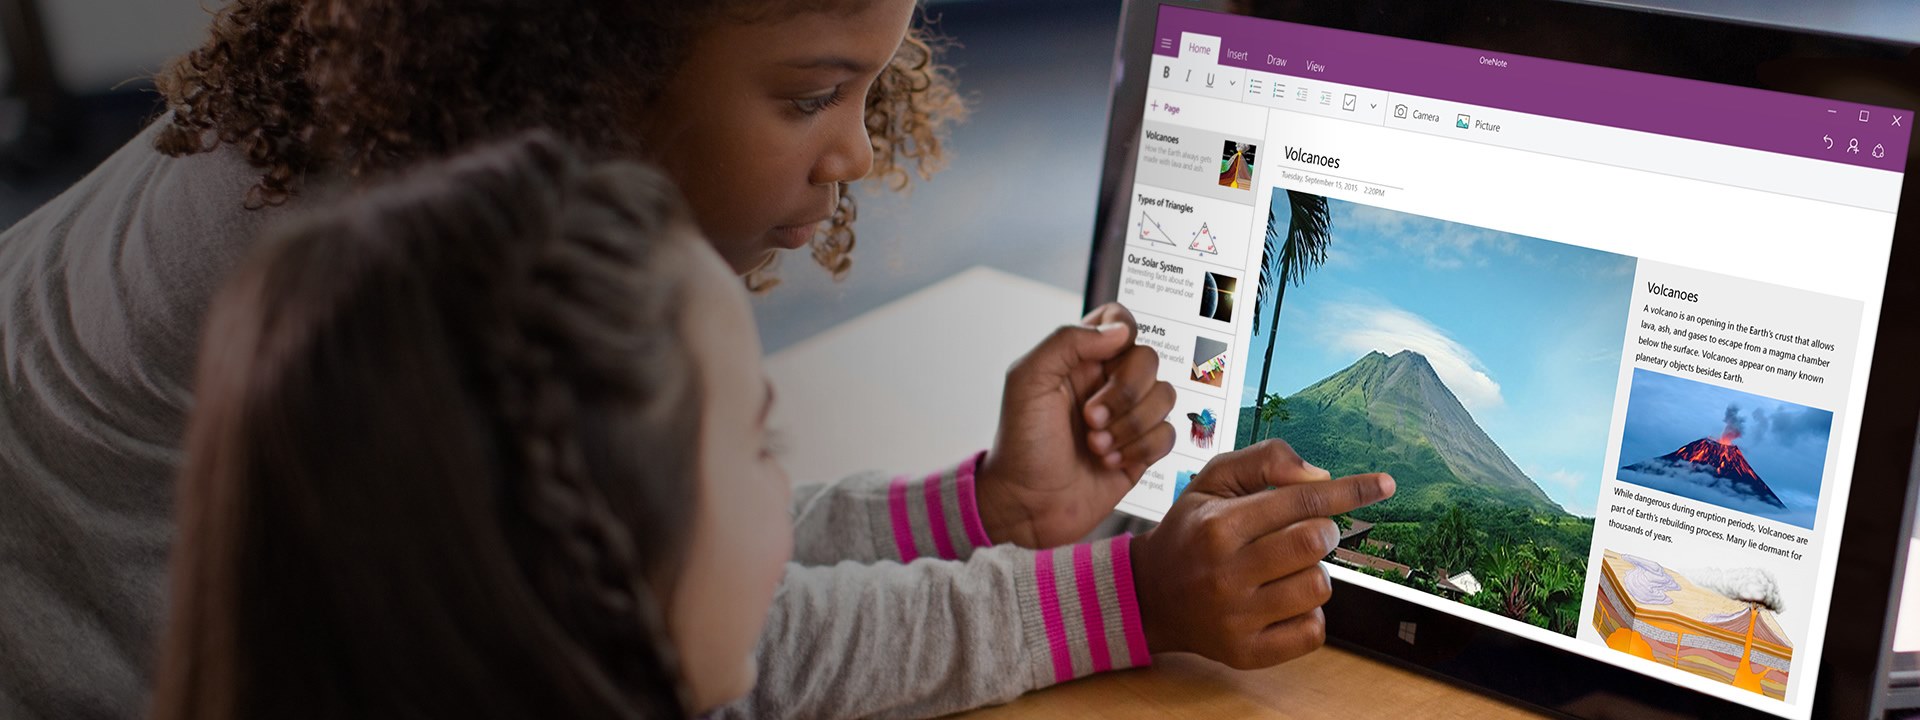 OneNote
Home Insert Draw View
B I U
Camera Picture
+ Page
Volcanoes
How the Earth always gets
made with lava and ash
Types of Triangles
Our Solar System
Interesting facts about the
planets that go around our
sun.
age Arts
read about
the world
class
are good,
Volcanoes
Tuesday, September 15, 2015 2:20PM
Volcanoes
A volcano is an opening in the Earth's crust that allows
lava, ash, and gases to escape from a magma chamber
below the surface. Volcanoes appear on many known
planetary objects besides Earth.
While dangerous during eruption periods, Volcanoes are
part of Earth's rebuilding process. Many lie dormant for
thousands of years.